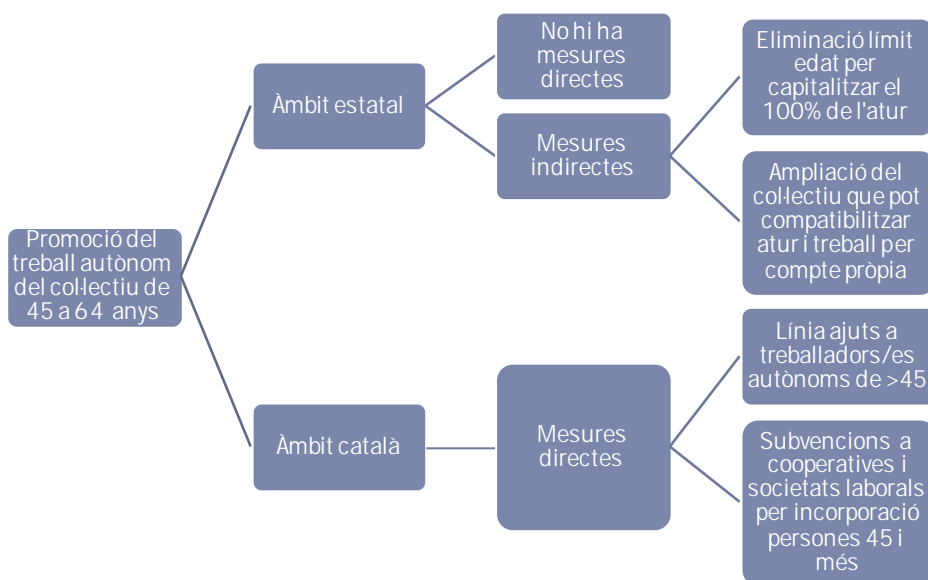 Promoció del
treball autònom
del col·lectiu de
45 a 64 anys
Àmbit estatal
No hi ha
mesures
directes
Mesures
indirectes
Eliminació límit
edat per
capitalitzar el
100% de l'atur
Ampliació del
col·lectiu que pot
compatibilitzar
atur i treball per
compte pròpia
Àmbit català
Mesures
directes
Línia ajuts a
treballadors/es
autònoms de >45
Subvencions a
cooperatives i
societats laborals
per incorporació
persones 45 i
més